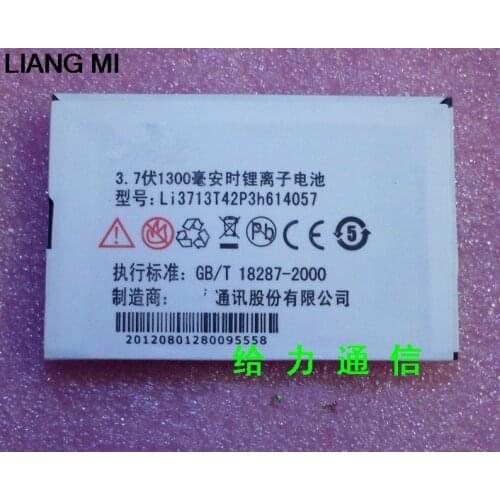 LIANG MI
3.7伏1300毫安时锂离子电池
型号:Li3713T42P3h614057
5
执行标准: GB/T 18287-2000
制造商: 通讯股份有限公司
20120801280095558
给力通信